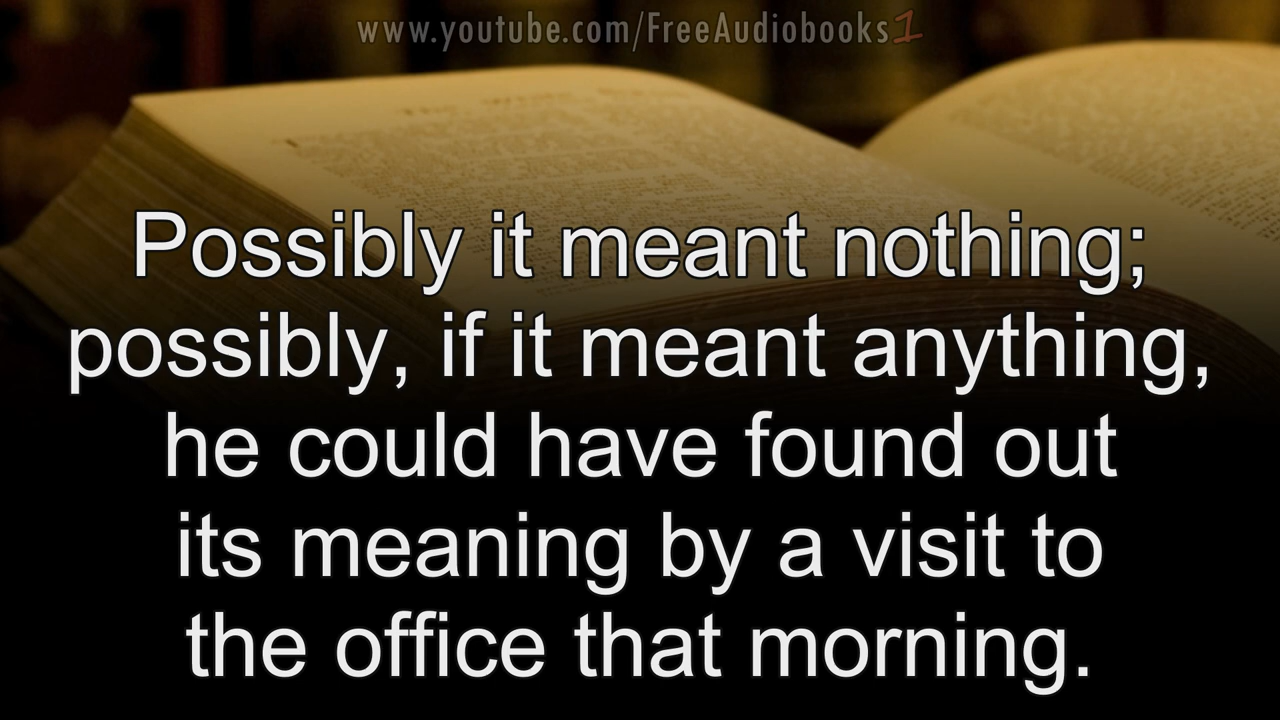 www.youtube.com/FreeAudiobooks1
Possibly it meant nothing;
possibly, if it meant anything,
he could have found out
its meaning by a visit to
the office that morning.